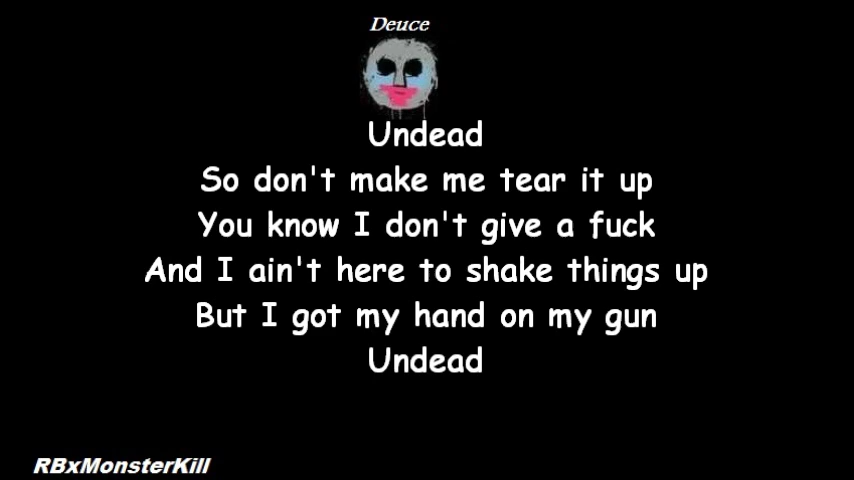 Deuce
Undead
So don't make me tear it up
You know I don't give a fuck
And I ain't here to shake things up
But I got my hand on my gun
Undead
RBxMonsterKill